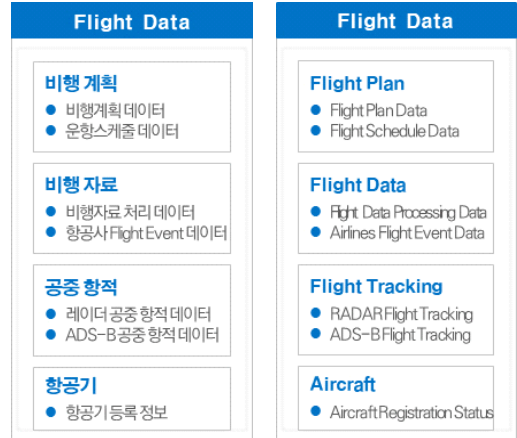 Flight Data
비행 계획
비행계획 데이터
운항스케줄 데이터
비행 자료
비행자료 처리 데이터
항공사 Flight Event 데이터
공중 항적
레이더 공중 항적 데이터
ADS-B 공중 항적 데이터
항공기
항공기 등록 정보
Flight Data
Flight Plan
Flight Plan Data
Flight Schedule Data
Flight Data
Flight Data Processing Data
Airlines Flight Event Data
Flight Tracking
RADAR Flight Tracking
ADS-B Flight Tracking
Aircraft
Aircraft Registration Status